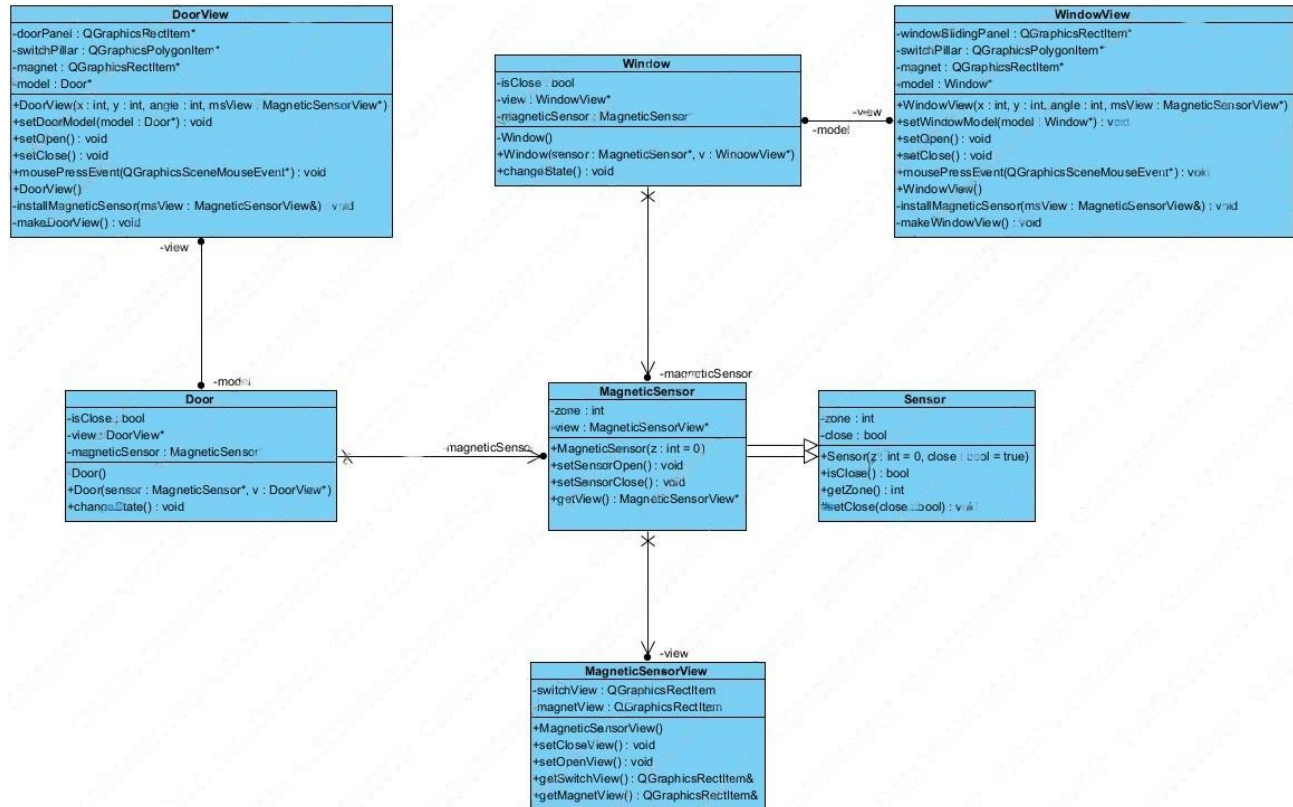 DoorView
-doorPanel : QGraphicsRectItem*
-switchPillar : QGraphicsPolygonItem*
-magnet : QGraphicsRectItem*
-model : Door*
+DoorView(x : int, y : int, angle : int, msView : MagneticSensorView*)
+setDoorModel(model : Door*) : void
+setOpen() : void
+setClose() : void
+mousePressEvent(QGraphicsSceneMouseEvent*) : void
+DoorView()
-installMagneticSensor(msView : MagneticSensorView&) : void
-makeDoorView() : void
Window
-isClose : bool
-view : WindowView*
-magneticSensor : MagneticSensor*
-Window()
+Window(sensor : MagneticSensor*, v : WindowView*)
+changeState() : void
WindowView
-windowSlidingPanel : QGraphicsRectItem*
-switchPillar : QGraphicsPolygonItem*
-magnet : QGraphicsRectItem*
-model : Window*
+WindowView(x : int, y : int, angle : int, msView : MagneticSensorView*)
+setWindowModel(model : Window*) : void
+setOpen() : void
+setClose() : void
+mousePressEvent(QGraphicsSceneMouseEvent*) : void
+WindowView()
-installMagneticSensor(msView : MagneticSensorView&) : void
-makeWindowView() : void
-view
-model
-view
-model
-magneticSensor
Door
-isClose : bool
-view : DoorView*
-magneticSensor : MagneticSensor*
-Door()
+Door(sensor : MagneticSensor*, v : DoorView*)
+changeState() : void
-magneticSensor
MagneticSensor
-zone : int
-view : MagneticSensorView*
+MagneticSensor(z : int = 0)
+setSensorOpen() : void
+setSensorClose() : void
+getView() : MagneticSensorView*
Sensor
-zone : int
-close : bool
+Sensor(z : int = 0, close : bool = true)
+isClose() : bool
+getZone() : int
#setClose(close : bool) : void
-view
MagneticSensorView
-switchView : QGraphicsRectItem
-magnetView : QGraphicsRectItem
+MagneticSensorView()
+setCloseView() : void
+setOpenView() : void
+getSwitchView() : QGraphicsRectItem&
+getMagnetView() : QGraphicsRectItem&